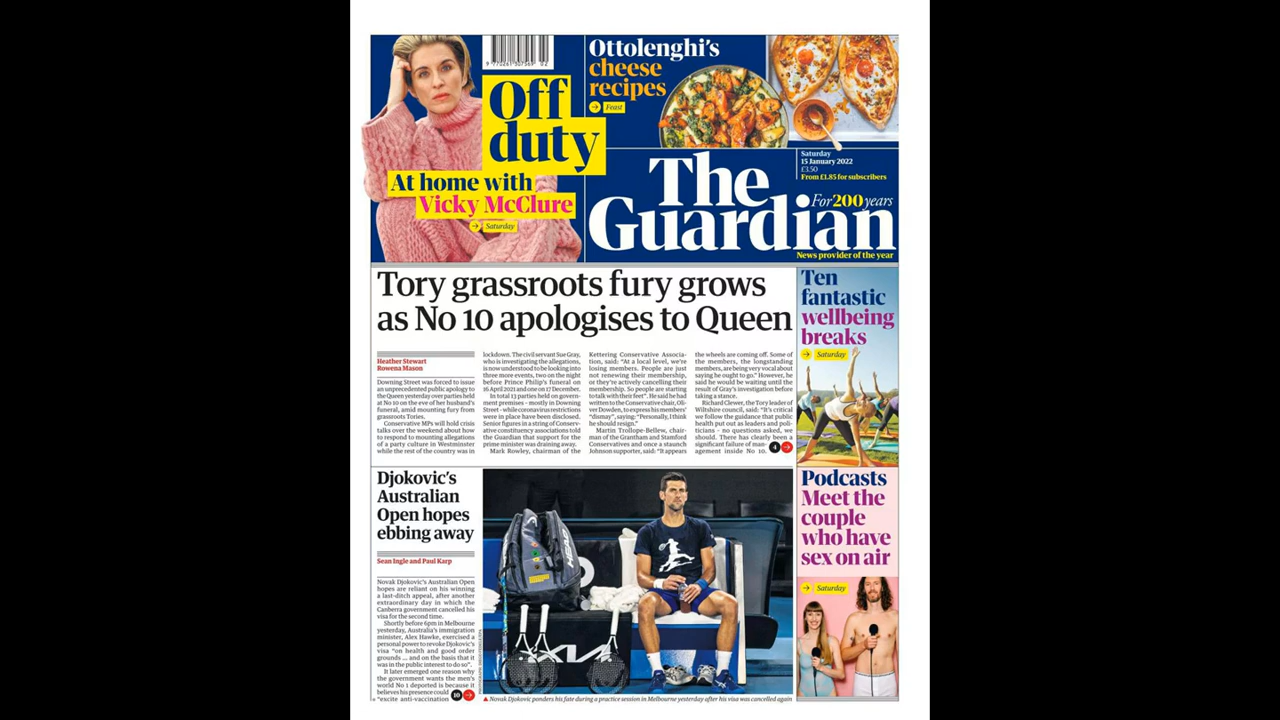 9 770261 307569 02
Off
duty
At home with
Vicky McClure
Saturday
Ottolenghi's
cheese
recipes
Feast
Saturday
15 January 2022
£3.50
From £1.85 for subscribers
The
Guardian
For 200 years
News provider of the year
Tory grassroots fury grows
as No 10 apologises to Queen
Heather Stewart
Rowena Mason
Downing Street was forced to issue
an unprecedented public apology to
the Queen yesterday over parties held
at No 10 on the eve of her husband's
funeral, amid mounting fury from
grassroots Tories.
Conservative MPs will hold crisis
talks over the weekend about how
to respond to mounting allegations
of a party culture in Westminster
while the rest of the country was in
lockdown. The civil servant Sue Gray,
who is investigating the allegations,
is now understood to be looking into
three more events, two on the night
before Prince Philip's funeral on
16 April 2021 and one on 17 December.
In total 13 parties held on govern-
ment premises – mostly in Downing
Street – while coronavirus restrictions
were in place have been disclosed.
Senior figures in a string of Conserv-
ative constituency associations told
the Guardian that support for the
prime minister was draining away.
Mark Rowley, chairman of the
Kettering Conservative Associa-
tion, said: "At a local level, we're
losing members. People are just
not renewing their membership,
or they're actively cancelling their
membership. So people are starting
to talk with their feet". He said he had
written to the Conservative chair, Oli-
ver Dowden, to express his members'
"dismay", saying: "Personally, I think
he should resign."
Martin Trollope-Bellew, chair-
man of the Grantham and Stamford
Conservatives and once a staunch
Johnson supporter, said: "It appears
the wheels are coming off. Some of
the members, the longstanding
members, are being very vocal about
saying he ought to go." However, he
said he would be waiting until the
result of Gray's investigation before
taking a stance.
Richard Clewer, the Tory leader of
Wiltshire council, said: "It's critical
we follow the guidance that public
health put out as leaders and poli-
ticians – no questions asked, we
should. There has clearly been a
significant failure of man-
agement inside No 10.
4
Ten
fantastic
wellbeing
breaks
Saturday
Djokovic's
Australian
Open hopes
ebbing away
Sean Ingle and Paul Karp
Novak Djokovic's Australian Open
hopes are reliant on his winning
a last-ditch appeal, after another
extraordinary day in which the
Canberra government cancelled his
visa for the second time.
Shortly before 6pm in Melbourne
yesterday, Australia's immigration
minister, Alex Hawke, exercised a
personal power to revoke Djokovic's
visa "on health and good order
grounds ... and on the basis that it
was in the public interest to do so".
It later emerged one reason why
the government wants the men's
world No 1 deported is because it
believes his presence could
"excite anti-vaccination
10
HEAD
KIA
▲ Novak Djokovic ponders his fate during a practice session in Melbourne yesterday after his visa was cancelled again
Podcasts
Meet the
couple
who have
sex on air
Saturday